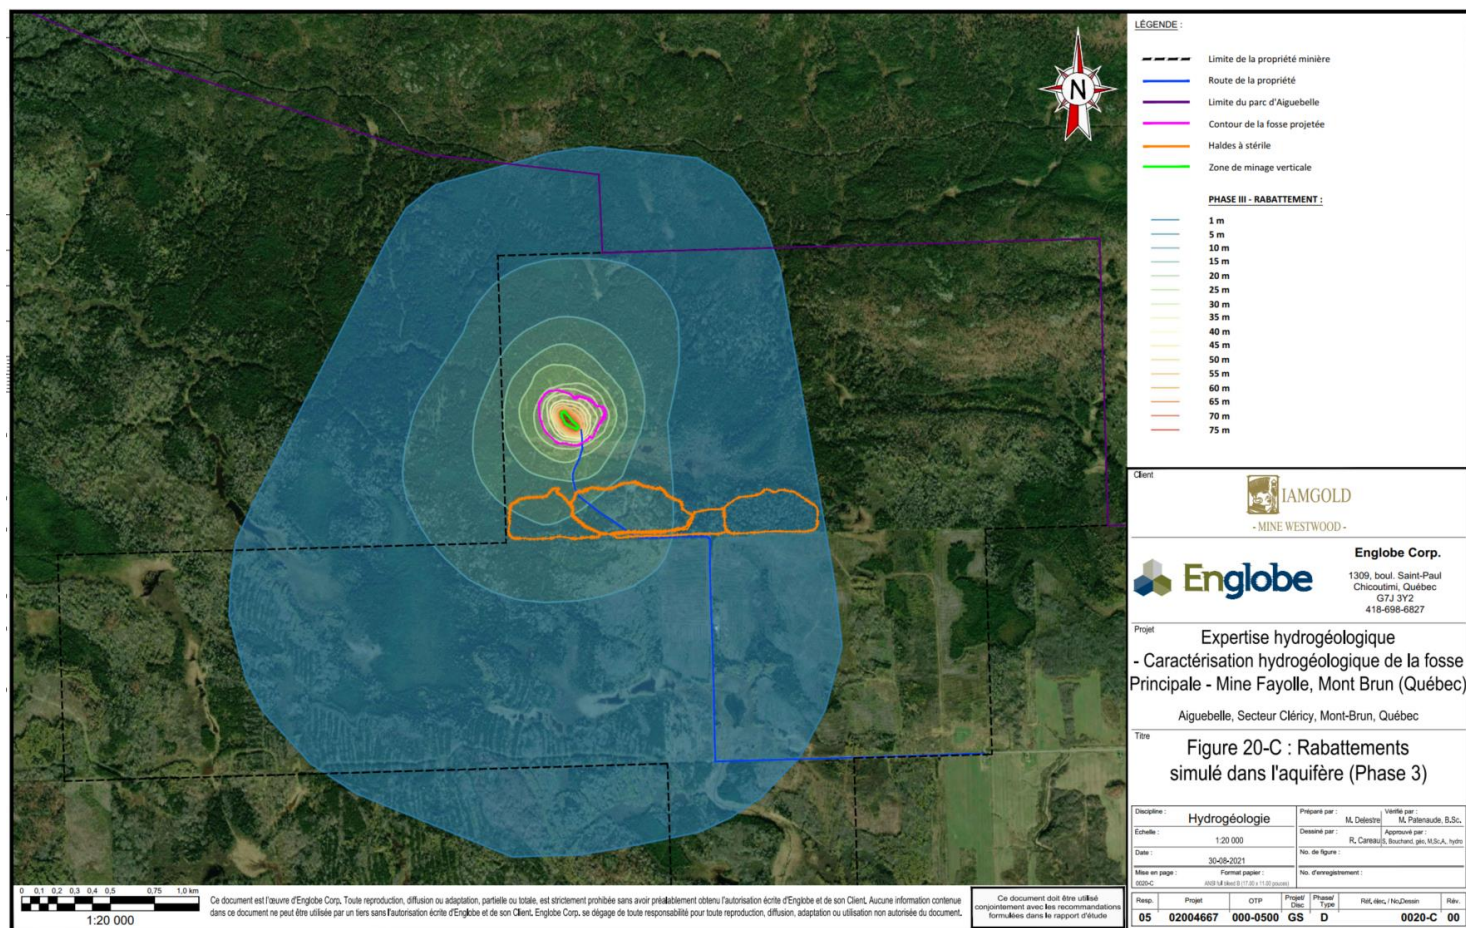 LÉGENDE :
Limite de la propriété minière
Route de la propriété
Limite du parc d'Aiguebelle
Contour de la fosse projetée
Haldes à stérile
Zone de minage verticale
PHASE III - RABATTEMENT :
1 m
5 m
10 m
15 m
20 m
25 m
30 m
35 m
40 m
45 m
50 m
55 m
60 m
65 m
70 m
75 m
N
Client
IAMGOLD
- MINE WESTWOOD -
Englobe
Englobe Corp.
1309, boul. Saint-Paul
Chicoutimi, Québec
G7J 3Y2
418-698-6827
Projet
Expertise hydrogéologique
- Caractérisation hydrogéologique de la fosse
Principale - Mine Fayolle, Mont Brun (Québec)
Aiguebelle, Secteur Cléricy, Mont-Brun, Québec
Titre
Figure 20-C : Rabattements
simulé dans l'aquifère (Phase 3)
Discipline :
Hydrogéologie
Préparé par :
M. Delestre
Vérifié par :
M. Patenaude, B.Sc.
Échelle :
1:20 000
Dessiné par :
R. Careau
Approuvé par :
S. Bouchard, géo, M.Sc.A, hydro
Date :
30-08-2021
No. de figure :
Mise en page :
0020-C
Format papier :
No. d'enregistrement :
Resp.
Projet
OTP
Projet/
Disc
Phase/
Type
Réf. élec. / No.Dessin
Rév.
05
02004667
000-0500
GS
D
0020-C
00
0 0,1 0,2 0,3 0,4 0,5 0,75 1,0 km
1:20 000
Ce document est l'œuvre d'Englobe Corp. Toute reproduction, diffusion ou adaptation, partielle ou totale, est strictement prohibée sans avoir préalablement obtenu l'autorisation écrite d'Englobe et de son Client. Aucune information contenue
dans ce document ne peut être utilisée par un tiers sans l'autorisation écrite d'Englobe et de son Client. Englobe Corp. se dégage de toute responsabilité pour toute reproduction, diffusion, adaptation ou utilisation non autorisée du document.
Ce document doit être utilisé
conjointement avec les recommandations
formulées dans le rapport d'étude